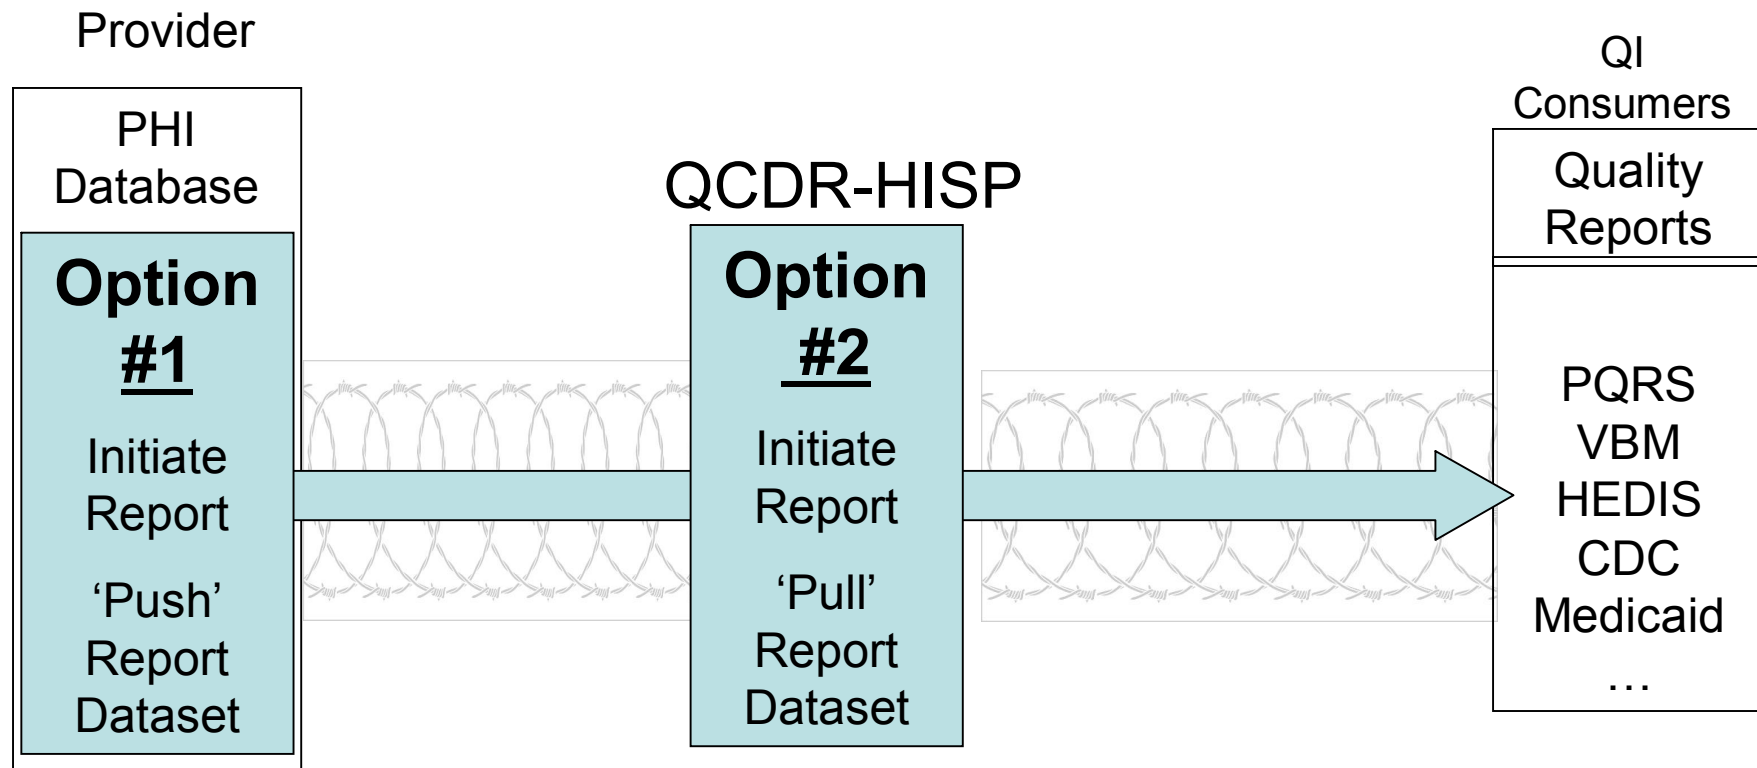 Provider
PHI
Database
Option
#1
Initiate
Report
‘Push’
Report
Dataset
QCDR-HISP
Option
#2
Initiate
Report
‘Pull’
Report
Dataset
QI
Consumers
Quality
Reports
PQRS
VBM
HEDIS
CDC
Medicaid
…